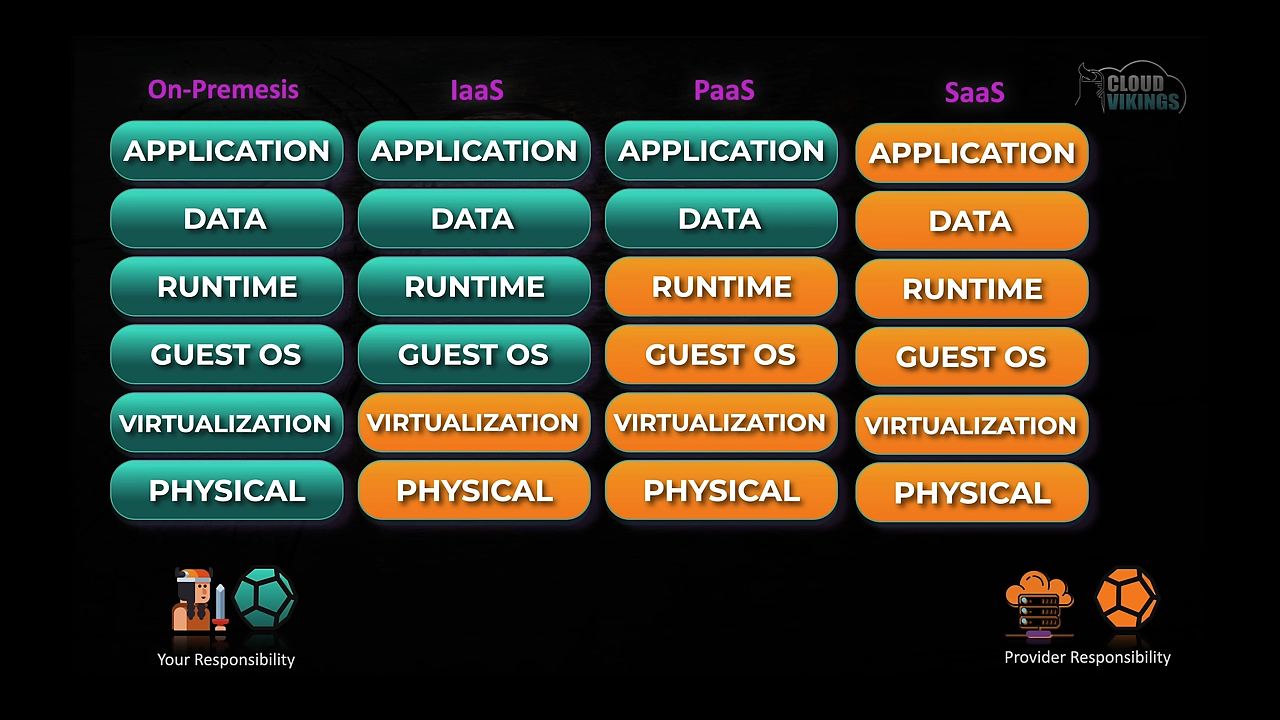 On-Premesis IaaS PaaS SaaS
CLOUD
VIKINGS
APPLICATION APPLICATION APPLICATION APPLICATION
DATA DATA DATA DATA
RUNTIME RUNTIME RUNTIME RUNTIME
GUEST OS GUEST OS GUEST OS GUEST OS
VIRTUALIZATION VIRTUALIZATION VIRTUALIZATION VIRTUALIZATION
PHYSICAL PHYSICAL PHYSICAL PHYSICAL
Your Responsibility Provider Responsibility